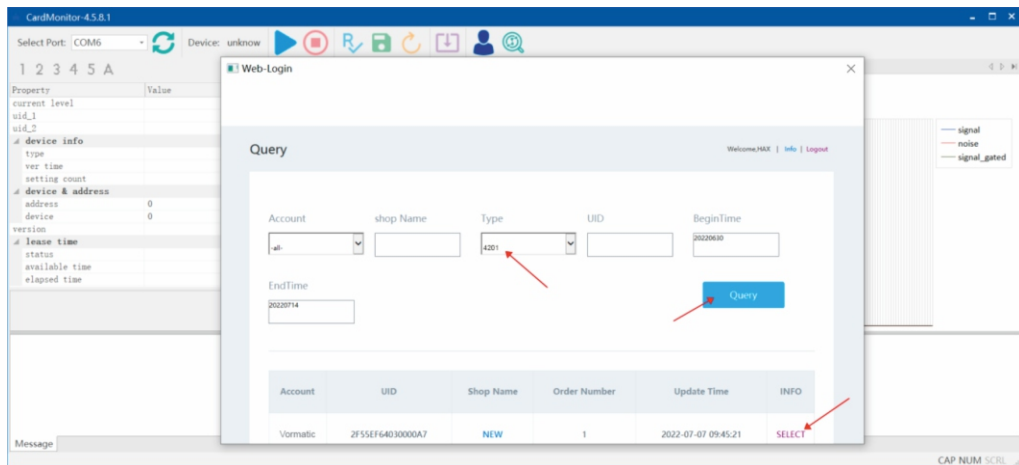 CardMonitor-4.5.8.1
Select Port: COM6 Device: unknow
1 2 3 4 5 A
Property Value
current level
uid_1
uid_2
device info
type
ver time
setting count
device & address
address 0
device 0
version
lease time
status
available time
elapsed time
Web-Login
Query
Welcome,HAX | Info | Logout
Account shop Name Type UID BeginTime
-all- 4201 20220630
EndTime
20220714
Query
Account UID Shop Name Order Number Update Time INFO
Vormatic 2F55EF64030000A7 NEW 1 2022-07-07 09:45:21 SELECT
signal
noise
signal_gated
Message
CAP NUM SCRL